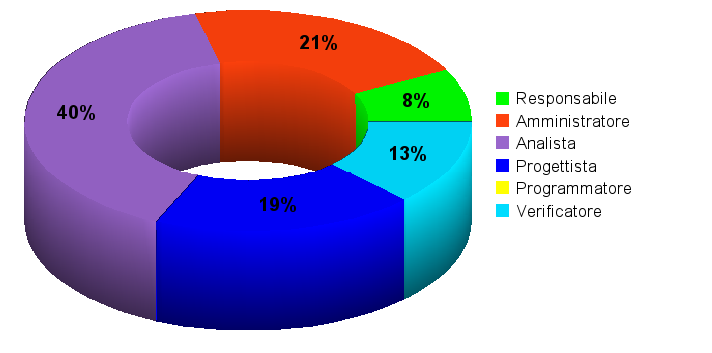 21%
8%
40%
13%
19%
Responsabile
Amministratore
Analista
Progettista
Programmatore
Verificatore